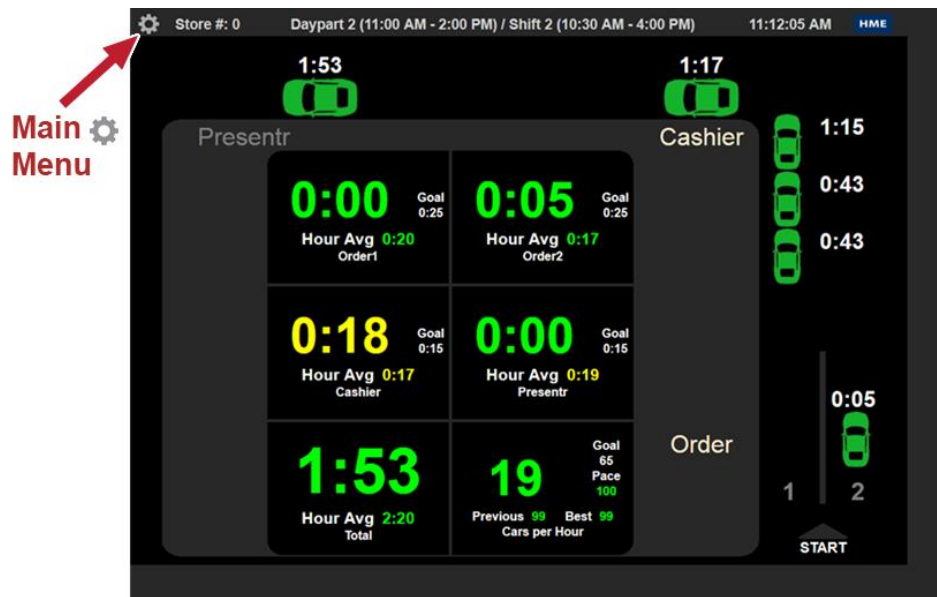 Store #: 0 Daypart 2 (11:00 AM - 2:00 PM) / Shift 2 (10:30 AM - 4:00 PM) 11:12:05 AM HME
Main
Menu
1:53 1:17
Presentr Cashier
1:15
0:43
0:43
0:00 Goal
0:25
Hour Avg 0:20
Order1
0:05 Goal
0:25
Hour Avg 0:17
Order2
0:18 Goal
0:15
Hour Avg 0:17
Cashier
0:00 Goal
0:15
Hour Avg 0:19
Presentr
1:53
Hour Avg 2:20
Total
19 Goal
65
Pace
100
Previous 99 Best 99
Cars per Hour
Order
0:05
1 2
START